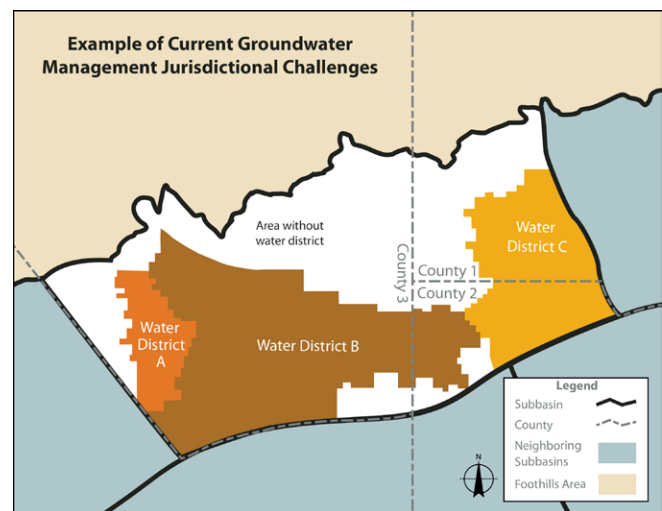 Example of Current Groundwater
Management Jurisdictional Challenges
Area without
water district
Water
District C
County 3
County 1
County 2
Water
District
A
Water District B
Legend
Subbasin
County
Neighboring
Subbasins
Foothills Area
N